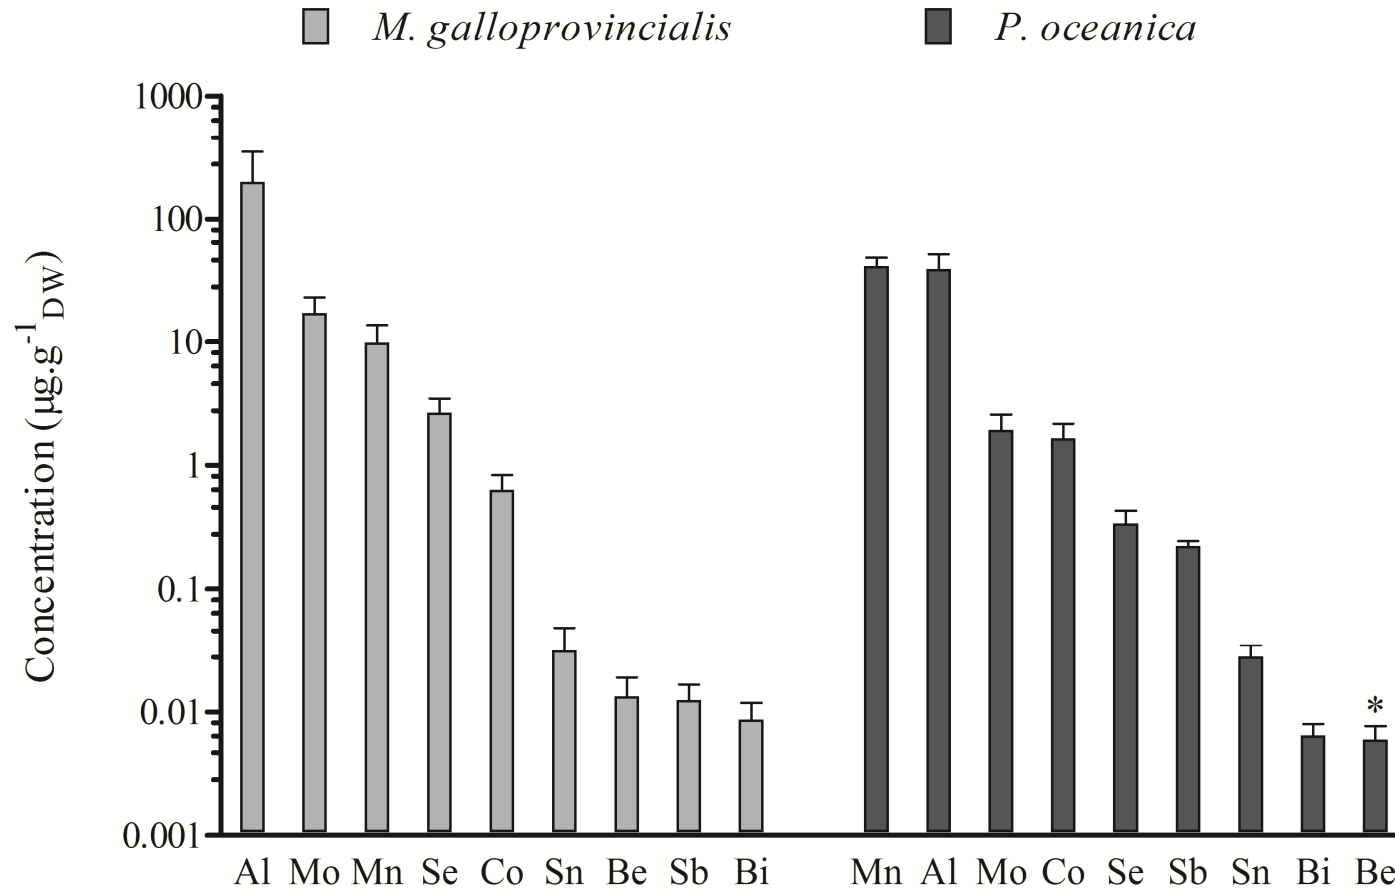 M. galloprovincialis P. oceanica
1000
100
10
1
0.1
0.01
0.001
Concentration (µg.g-1DW)
*
Al Mo Mn Se Co Sn Be Sb Bi Mn Al Mo Co Se Sb Sn Bi Be